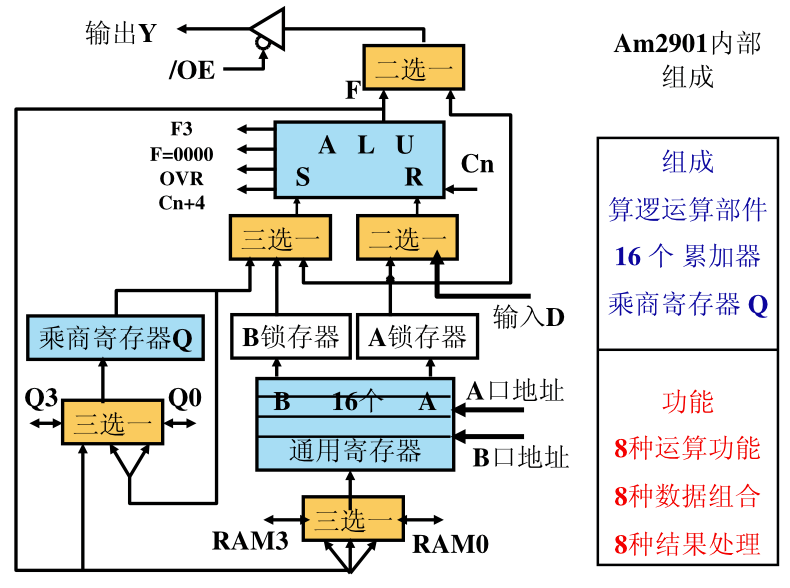 输出Y
/OE
二选一
F
Am2901内部
组成
F3
F=0000
OVR
Cn+4
A L U
S R
Cn
三选一
二选一
输入D
乘商寄存器Q
B锁存器
A锁存器
Q3
Q0
三选一
B 16个 A
通用寄存器
A口地址
B口地址
三选一
RAM3
RAM0
组成
算逻运算部件
16 个 累加器
乘商寄存器 Q
功能
8种运算功能
8种数据组合
8种结果处理